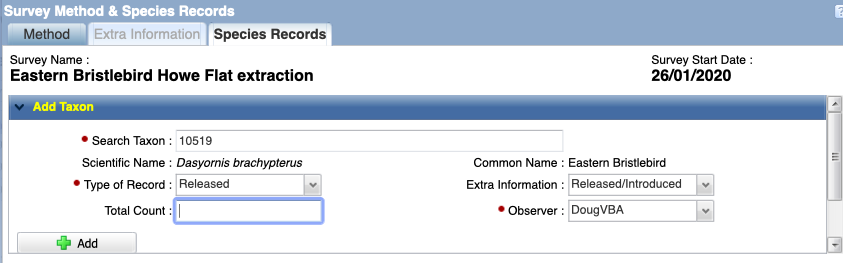 Survey Method & Species Records
?
Method Extra Information Species Records
Survey Name : Survey Start Date :
Eastern Bristlebird Howe Flat extraction 26/01/2020
Add Taxon
• Search Taxon : 10519
Scientific Name : Dasyornis brachypterus Common Name : Eastern Bristlebird
• Type of Record : Released Extra Information : Released/Introduced
Total Count : • Observer : DougVBA
Add